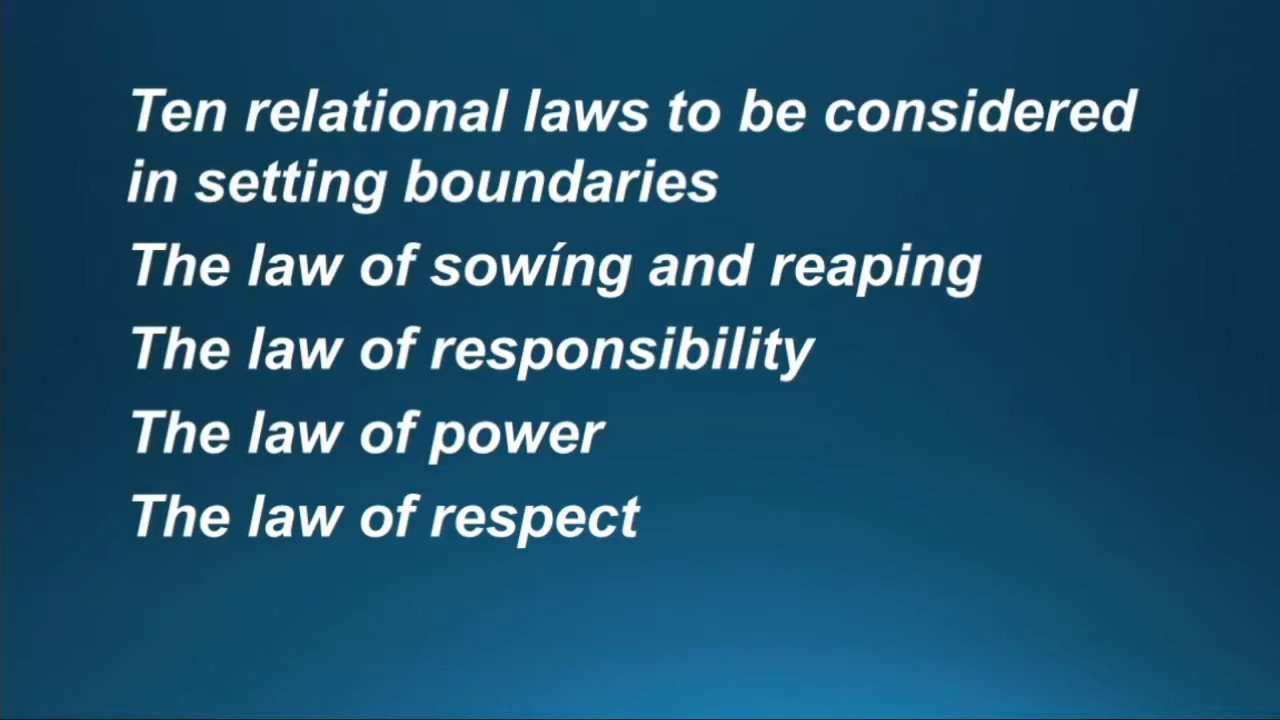 Ten relational laws to be considered
in setting boundaries
The law of sowíng and reaping
The law of responsibility
The law of power
The law of respect